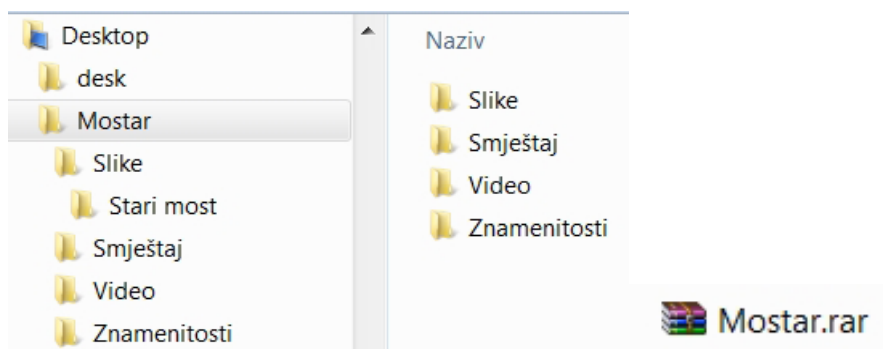 Desktop
desk
Mostar
Slike
Stari most
Smještaj
Video
Znamenitosti
Naziv
Slike
Smještaj
Video
Znamenitosti
Mostar.rar